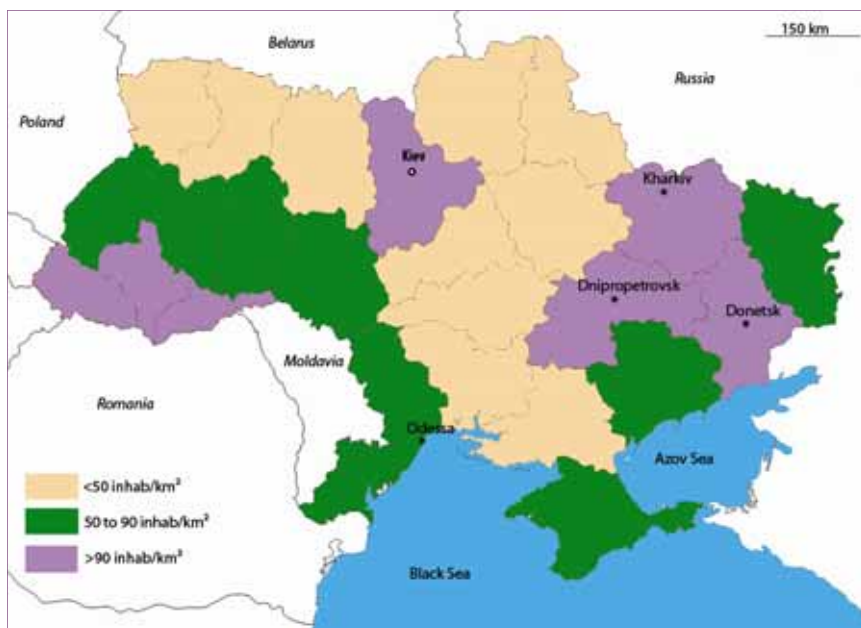 Belarus
150 km
Russia
Poland
Kiev
Kharkiv
Dnipropetrovsk
Donetsk
Moldavia
Romania
Odessa
Azov Sea
<50 inhab/km²
50 to 90 inhab/km²
>90 inhab/km²
Black Sea